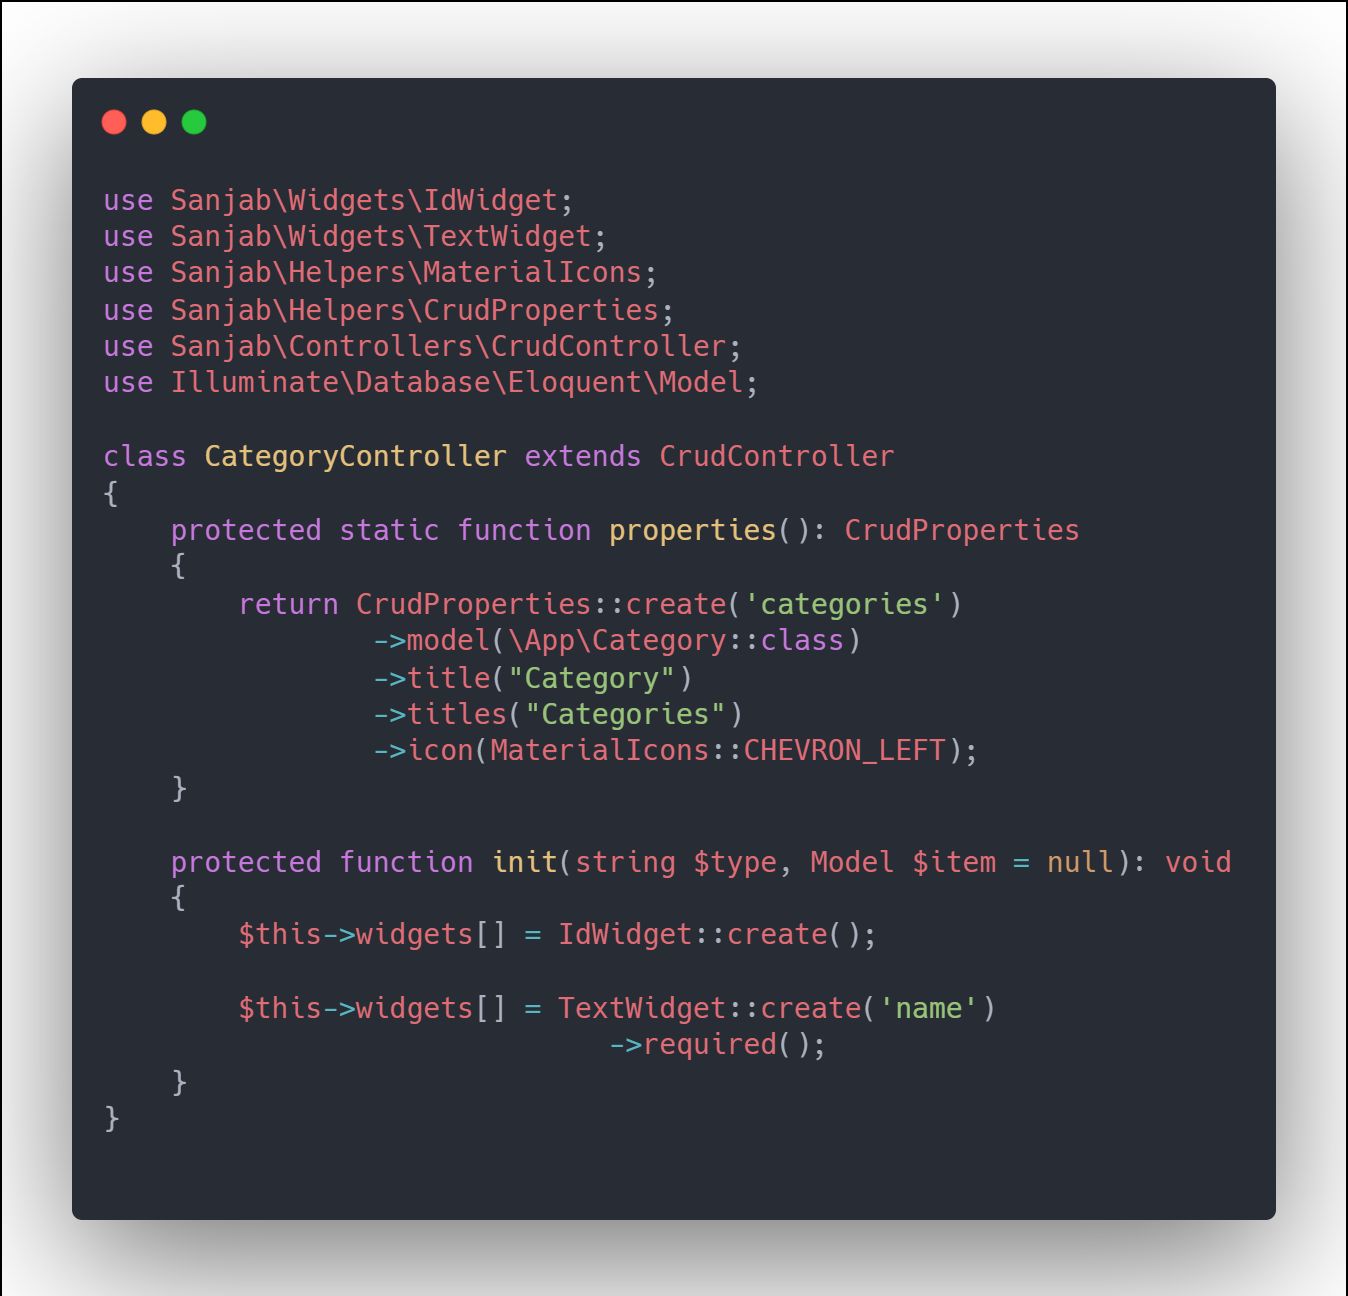 use Sanjab\Widgets\IdWidget;
use Sanjab\Widgets\TextWidget;
use Sanjab\Helpers\MaterialIcons;
use Sanjab\Helpers\CrudProperties;
use Sanjab\Controllers\CrudController;
use Illuminate\Database\Eloquent\Model;

class CategoryController extends CrudController
{
    protected static function properties(): CrudProperties
    {
        return CrudProperties::create('categories')
                ->model(\App\Category::class)
                ->title("Category")
                ->titles("Categories")
                ->icon(MaterialIcons::CHEVRON_LEFT);
    }

    protected function init(string $type, Model $item = null): void
    {
        $this->widgets[] = IdWidget::create();

        $this->widgets[] = TextWidget::create('name')
                              ->required();
    }
}